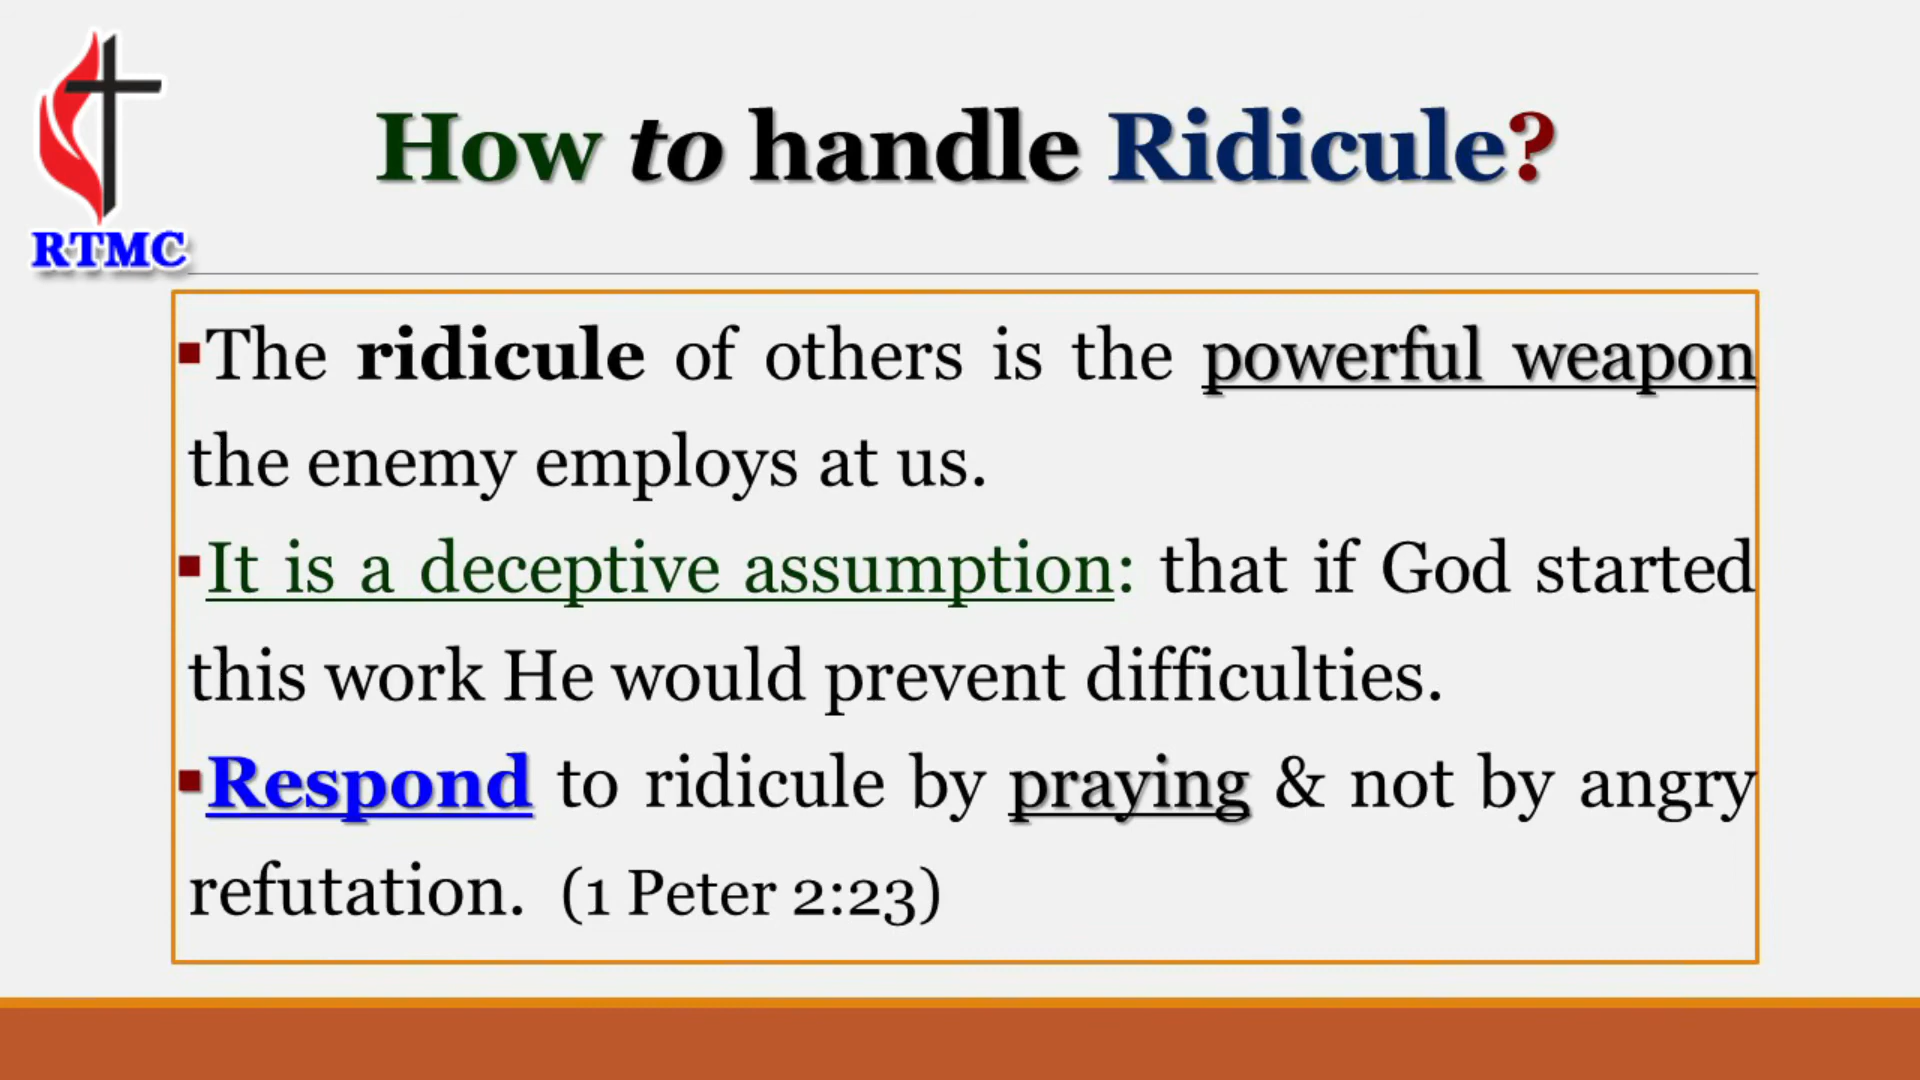 How to handle Ridicule?
RTMC
▪The ridicule of others is the powerful weapon
the enemy employs at us.
▪It is a deceptive assumption: that if God started
this work He would prevent difficulties.
▪Respond to ridicule by praying & not by angry
refutation. (1 Peter 2:23)